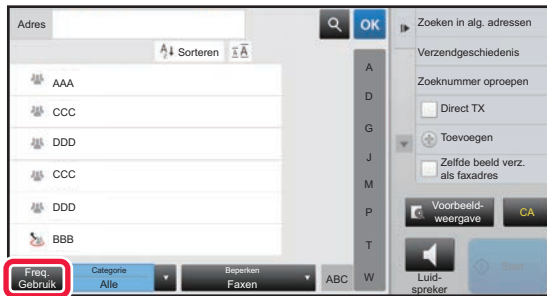 Adres
OK
Sorteren
AAA
CCC
DDD
CCC
DDD
BBB
A
D
G
J
M
P
T
W
Freq.
Gebruik
Categorie
Alle
Beperken
Faxen
ABC
Zoeken in alg. adressen
Verzendgeschiedenis
Zoeknummer oproepen
Direct TX
Toevoegen
Zelfde beeld verz.
als faxadres
Voorbeeld-
weergave
CA
Luid-
spreker
Start